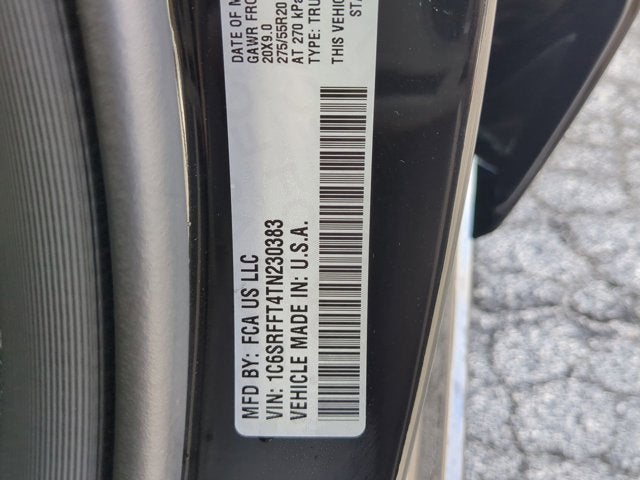 DATE OF M
GAWR FRO
20X9.0
275/55R20
AT 270 kPa
TYPE: TRU
THIS VEHIC
MFD BY: FCA US LLC
VIN: 1C6SRFFT4TN230383
VEHICLE MADE IN: U.S.A.